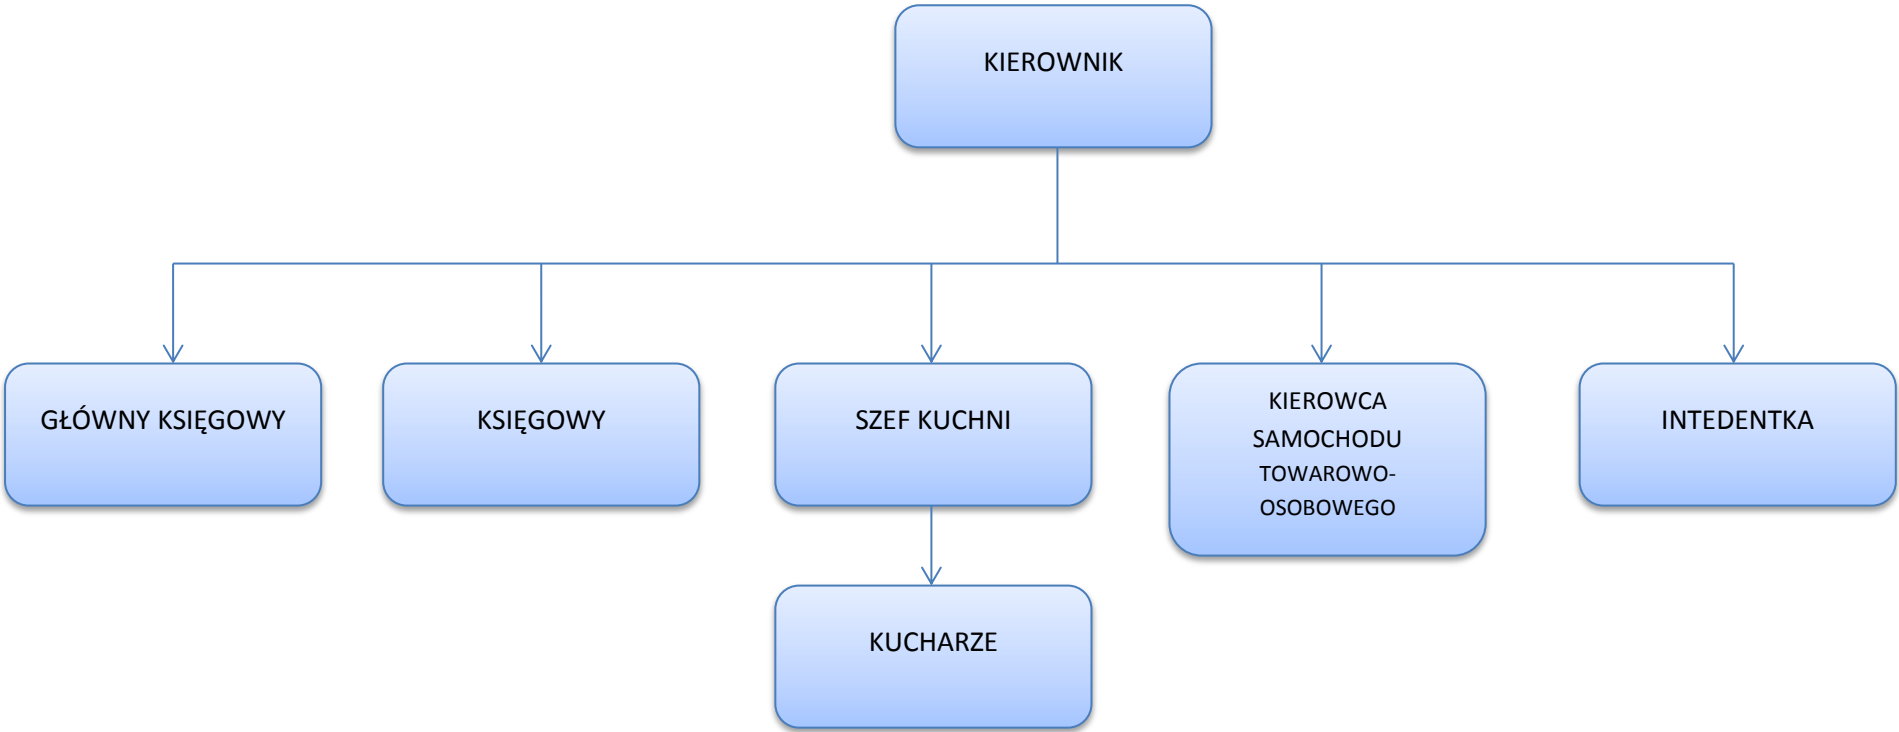 KIEROWNIK
GŁÓWNY KSIĘGOWY
KSIĘGOWY
SZEF KUCHNI
KIEROWCA
SAMOCHODU
TOWAROWO-
OSOBOWEGO
INTEDENTKA
KUCHARZE